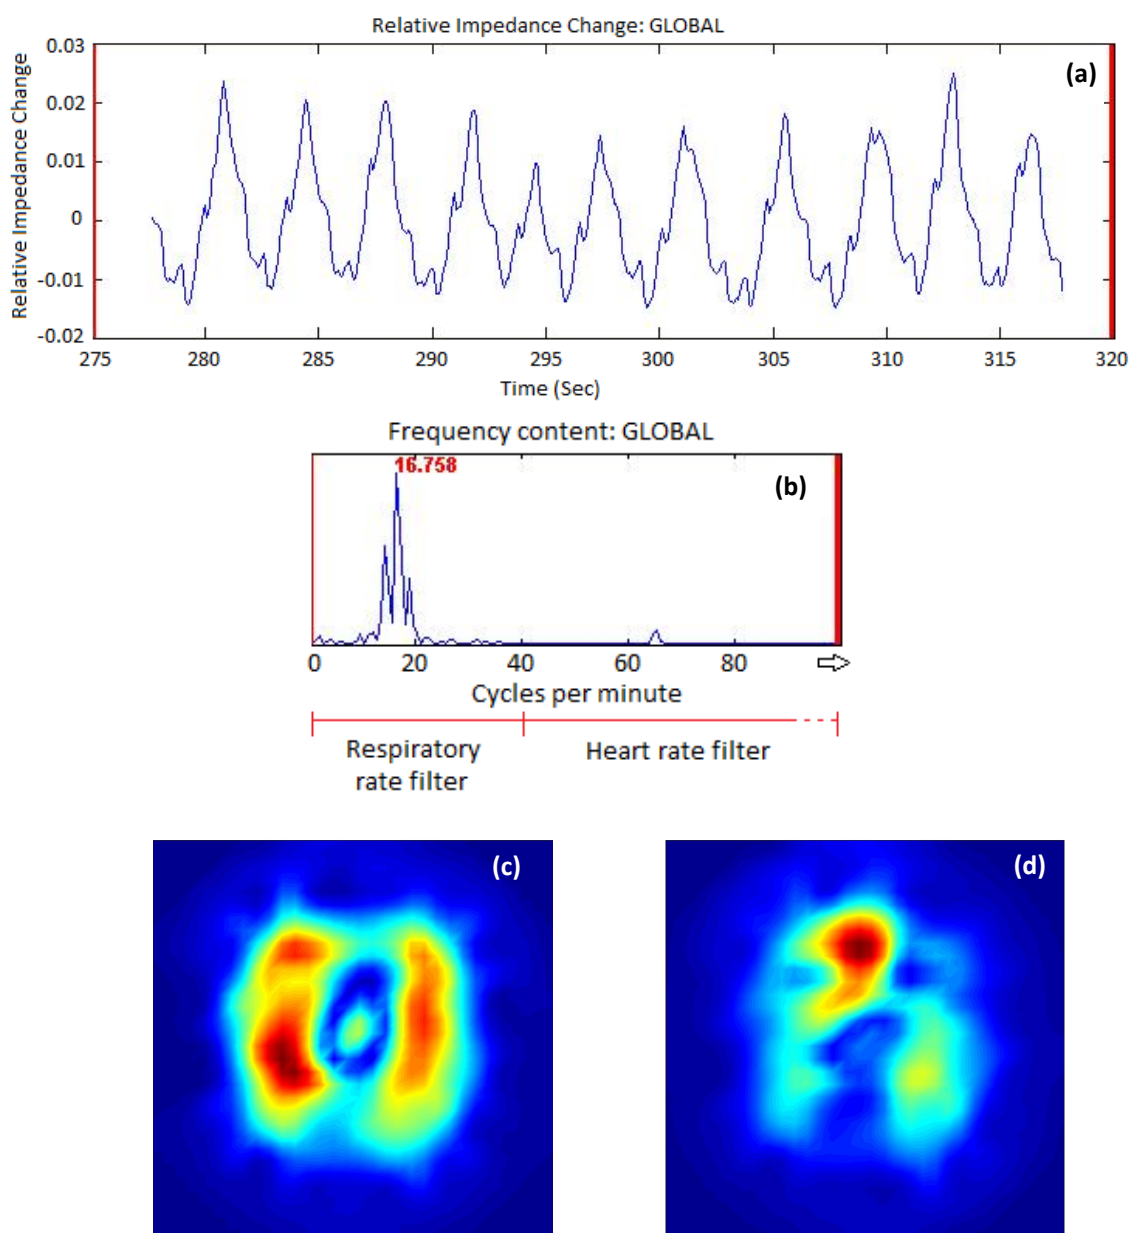 Relative Impedance Change: GLOBAL
(a)
Relative Impedance Change
0.03
0.02
0.01
0
-0.01
-0.02
275 280 285 290 295 300 305 310 315 320
Time (Sec)
Frequency content: GLOBAL
16.758
(b)
0 20 40 60 80
Cycles per minute
Respiratory
rate filter
Heart rate filter
(c)
(d)